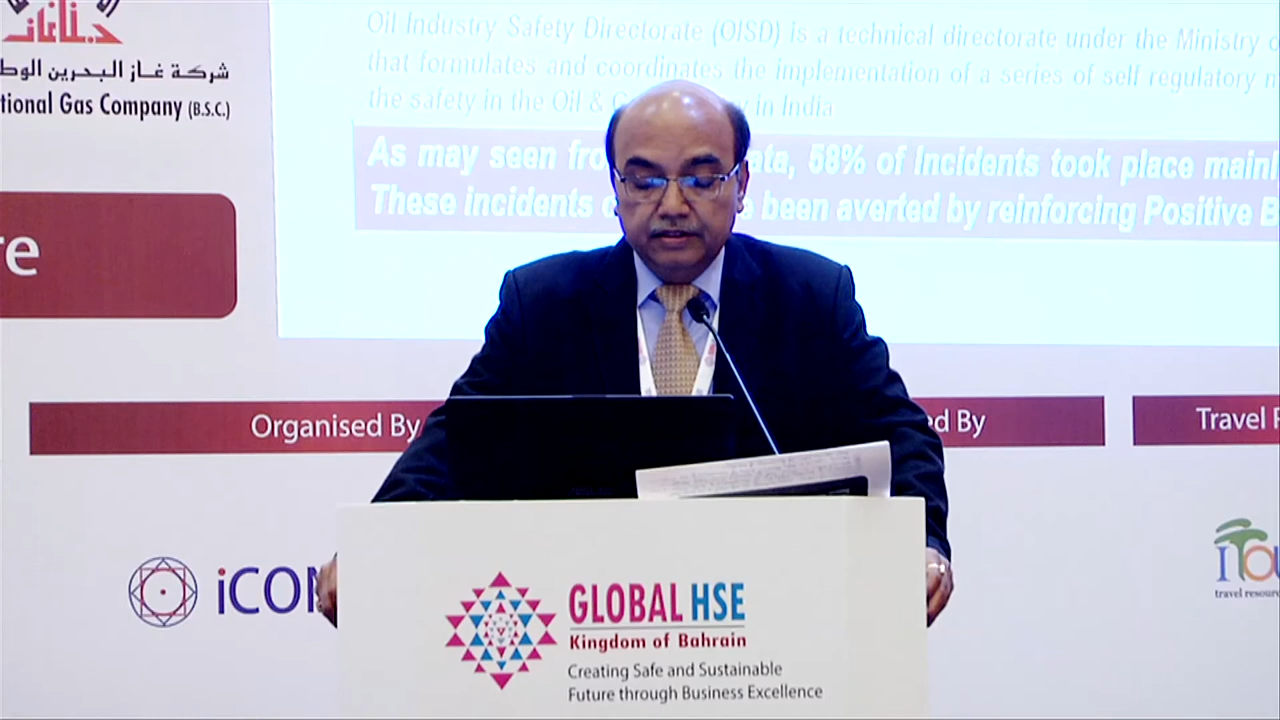 د.ناغاز
شركة غاز البحرين الوط
tional Gas Company (B.S.C.)
re
Oil Industry Safety Directorate (OISD) is a technical directorate under the Ministry o
that formulates and coordinates the implementation of a series of self regulatory m
the safety in the Oil & G y in India
As may seen fro ata, 58% of Incidents took place mainl
These incidents been averted by reinforcing Positive B
Organised By
ed By
Travel
iCON
ITOU
travel resour
GLOBAL HSE
Kingdom of Bahrain
Creating Safe and Sustainable
Future through Business Excellence